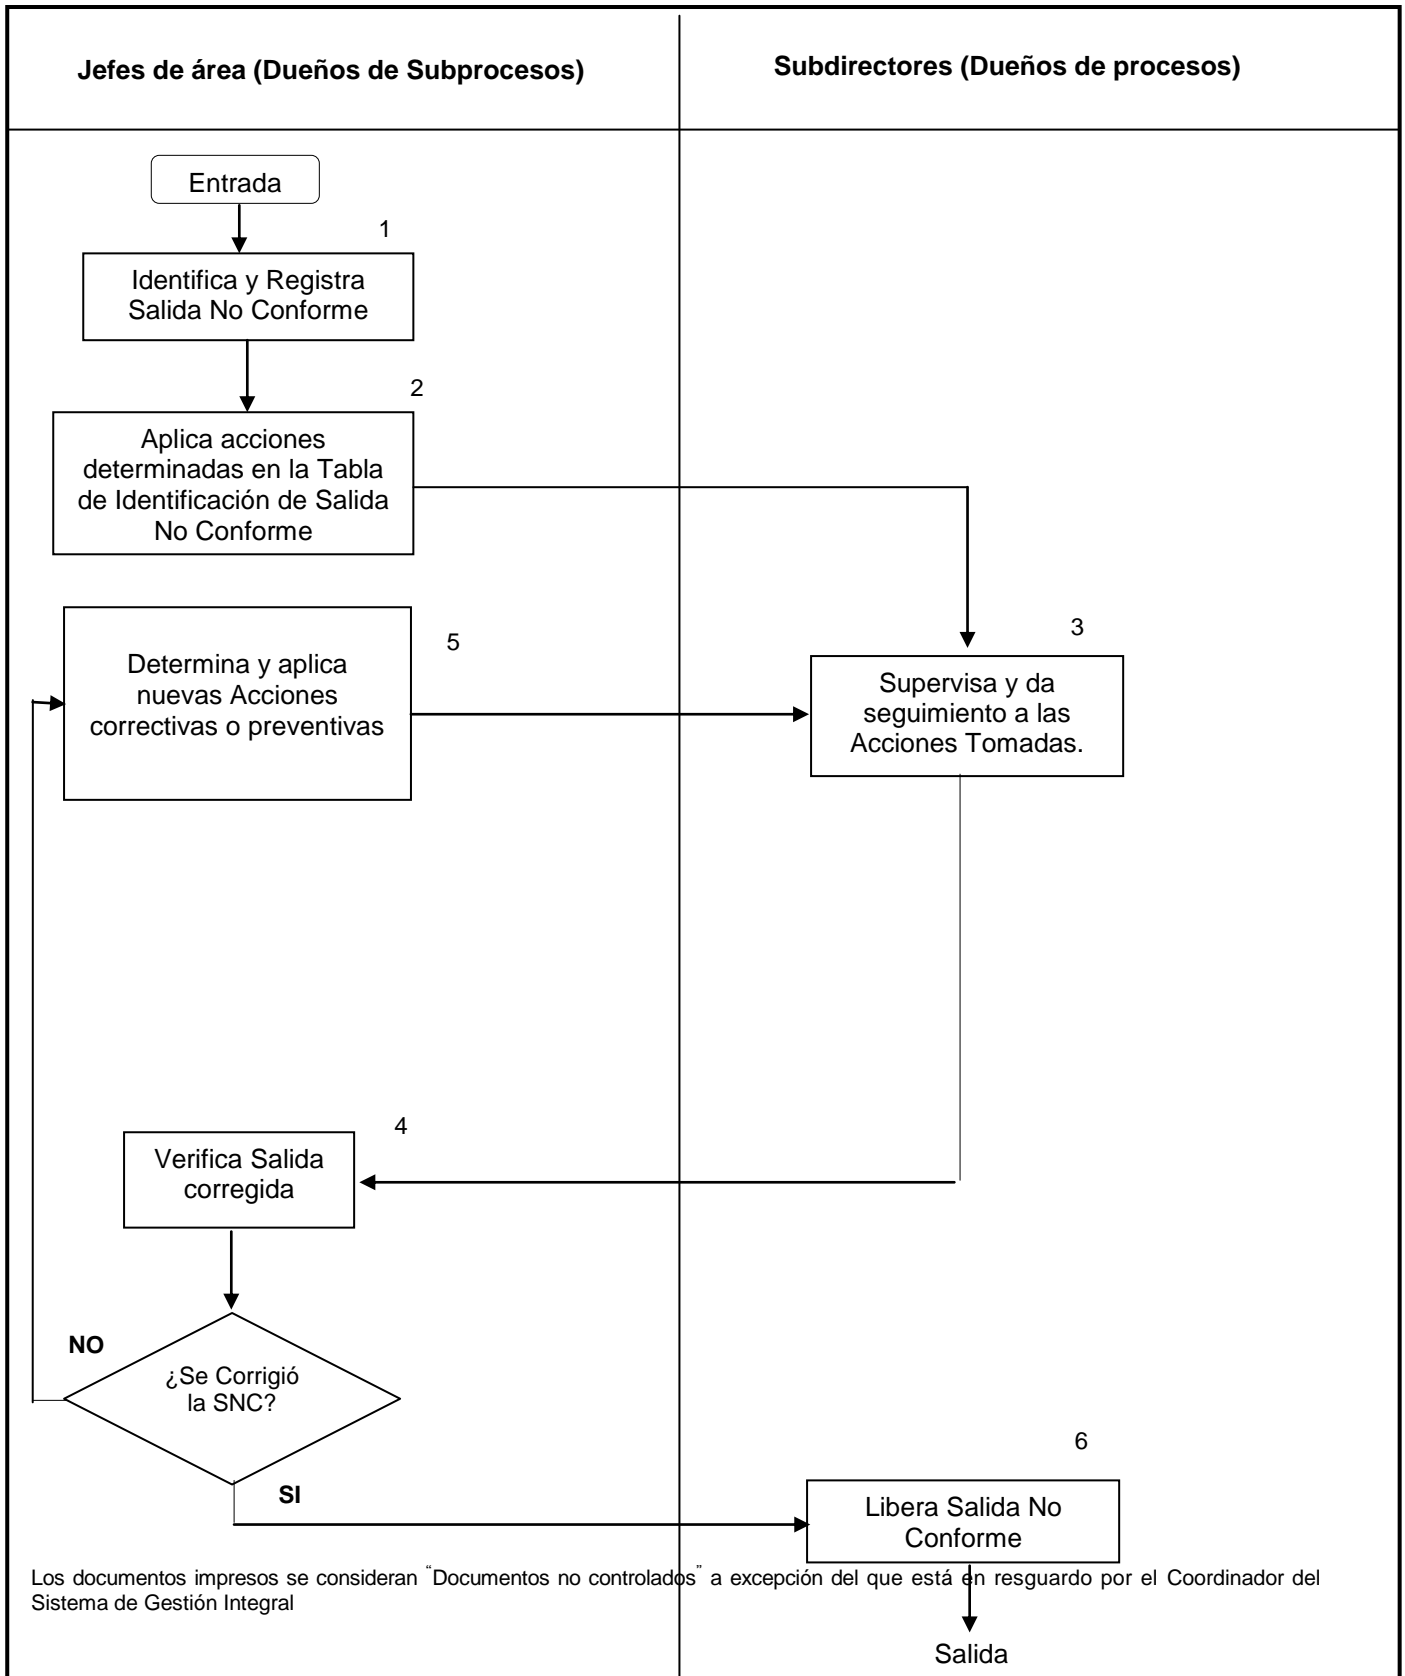 Jefes de área (Dueños de Subprocesos)
Subdirectores (Dueños de procesos)
Entrada
1
Identifica y Registra
Salida No Conforme
2
Aplica acciones
determinadas en la Tabla
de Identificación de Salida
No Conforme
3
Supervisa y da
seguimiento a las
Acciones Tomadas.
5
Determina y aplica
nuevas Acciones
correctivas o preventivas
4
Verifica Salida
corregida
NO
¿Se Corrigió
la SNC?
SI
6
Libera Salida No
Conforme
Los documentos impresos se consideran “Documentos no controlados” a excepción del que está en resguardo por el Coordinador del
Sistema de Gestión Integral
Salida